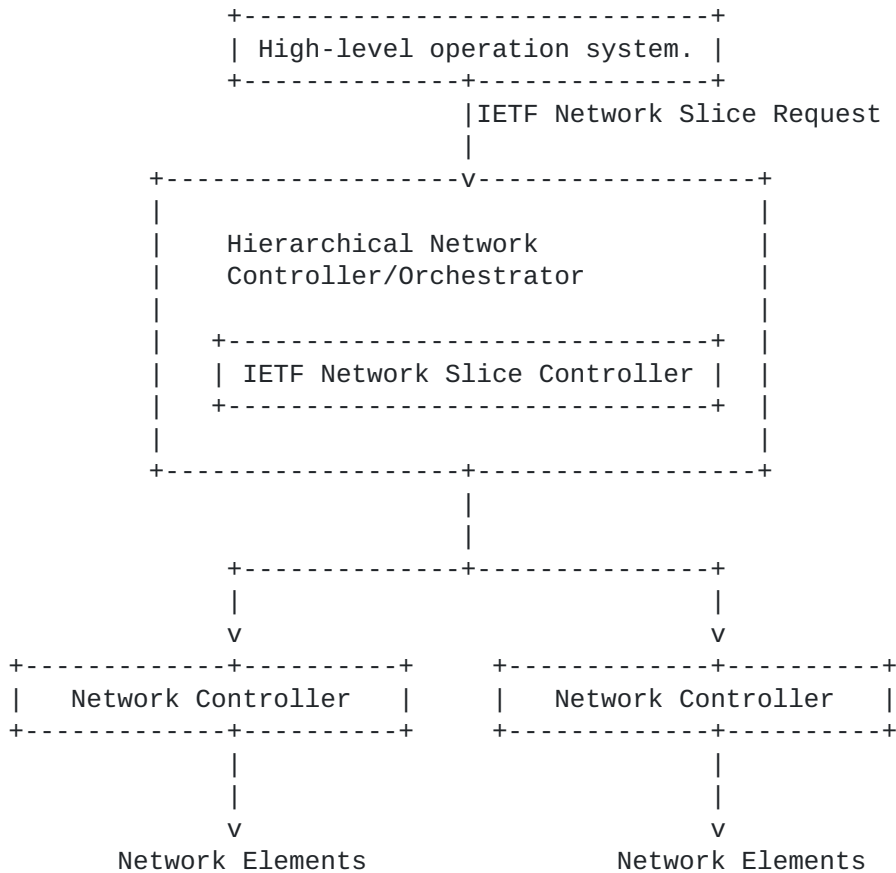 High-level operation system.
IETF Network Slice Request
Hierarchical Network
Controller/Orchestrator
IETF Network Slice Controller
Network Controller Network Controller
Network Elements Network Elements